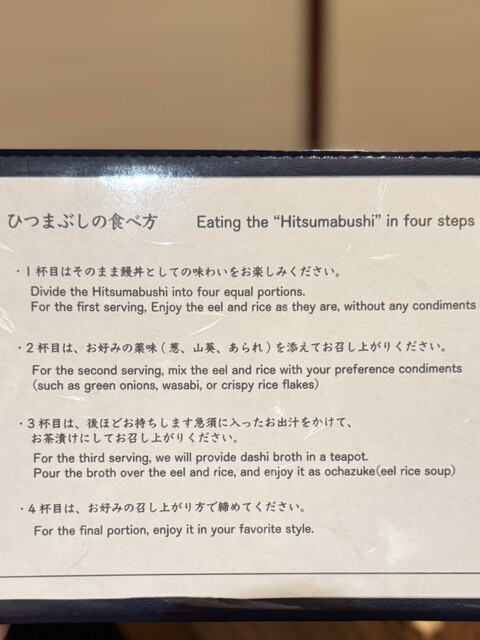 ひつまぶしの食べ方 Eating the “Hitsumabushi” in four steps
・1杯目はそのまま鰻丼としての味わいをお楽しみください。
Divide the Hitsumabushi into four equal portions.
For the first serving, Enjoy the eel and rice as they are, without any condiments
・2杯目は、お好みの薬味(葱、山葵、あられ)を添えてお召し上がりください。
For the second serving, mix the eel and rice with your preference condiments
(such as green onions, wasabi, or crispy rice flakes)
・3杯目は、後ほどお持ちします急須に入ったお出汁をかけて、
お茶漬けにしてお召し上がりください。
For the third serving, we will provide dashi broth in a teapot.
Pour the broth over the eel and rice, and enjoy it as ochazuke(eel rice soup)
・4杯目は、お好みの召し上がり方で締めてください。
For the final portion, enjoy it in your favorite style.